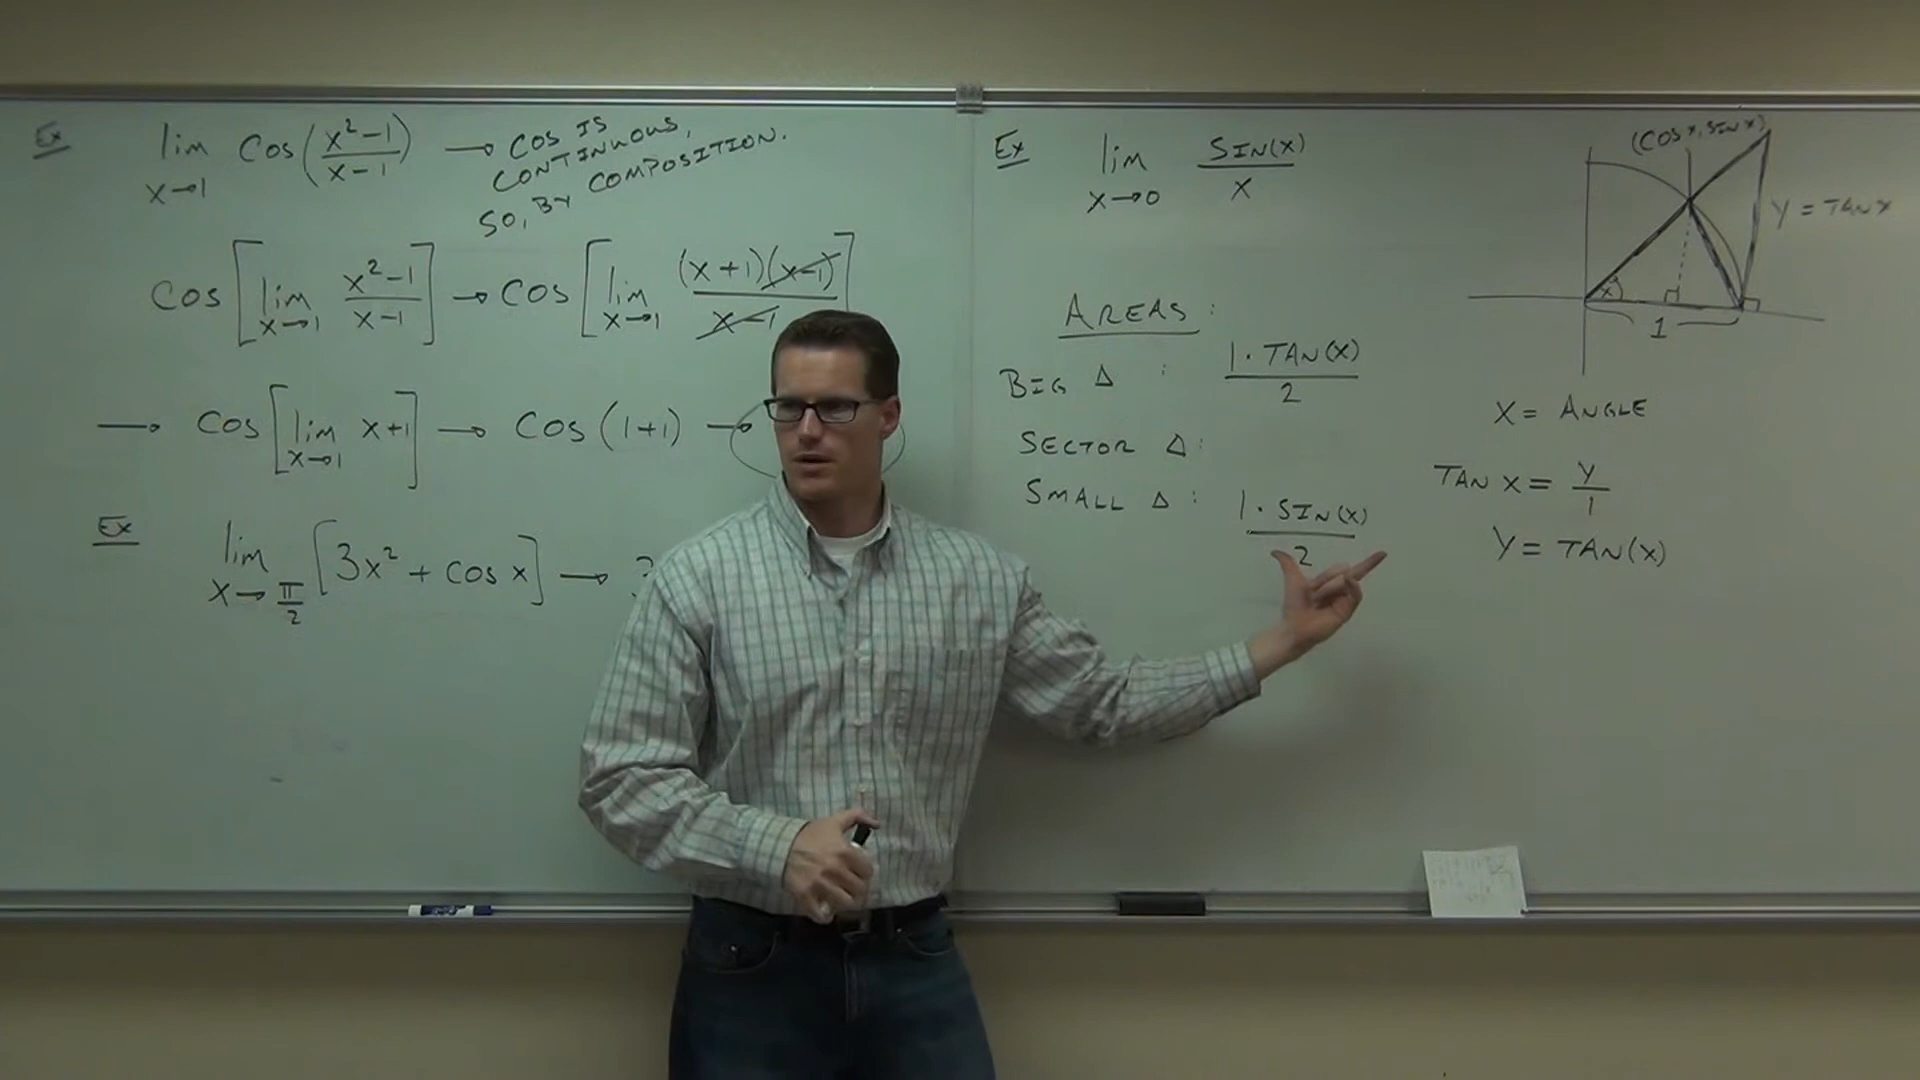 Ex lim x→1 cos(x²-1/x-1) → cos is
continuous,
so, by composition.
cos[lim x→1 x²-1/x-1] → cos[lim x→1 (x+1)(x-1)/x-1]
→ cos[lim x→1 x+1] → cos(1+1) →
Ex lim x→π/2 [3x² + cos x] → ?
Ex lim x→0 SIN(x)/x
AREAS:
BIG Δ : 1·TAN(x)/2
SECTOR Δ:
SMALL Δ : 1·SIN(x)/2
(cos x, SIN x)
Y = TAN X
x
1
X = ANGLE
TAN X = Y/1
Y = TAN(X)